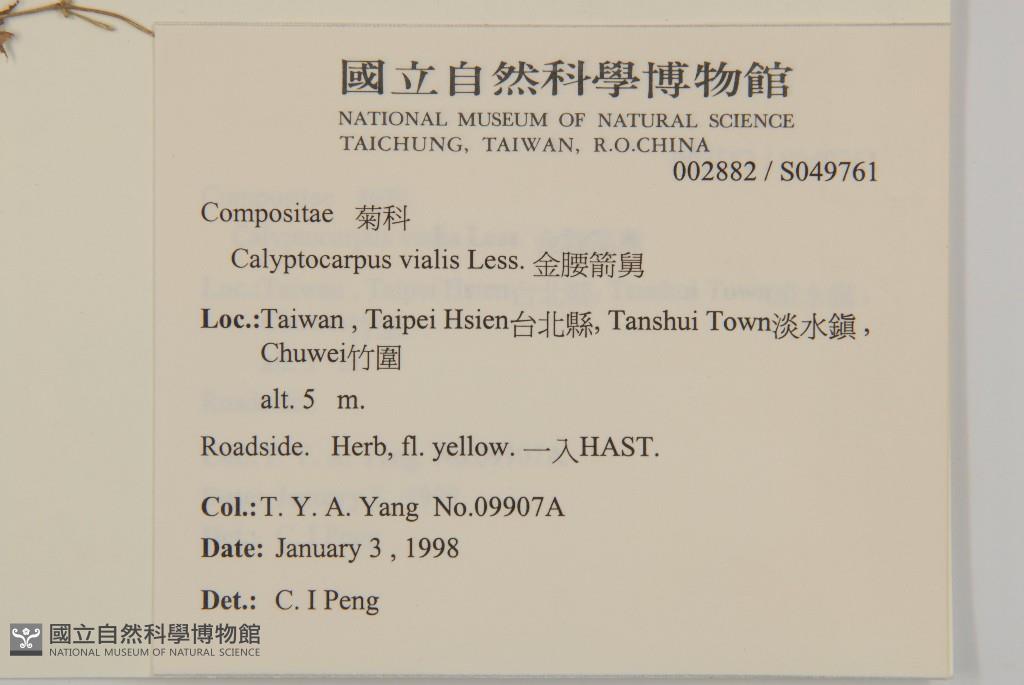 國立自然科學博物館
NATIONAL MUSEUM OF NATURAL SCIENCE
TAICHUNG, TAIWAN, R.O.CHINA
002882 / S049761
Compositae 菊科
Calyptocarpus vialis Less. 金腰箭舅
Loc.:Taiwan , Taipei Hsien台北縣, Tanshui Town淡水鎮 ,
Chuwei竹圍
alt. 5 m.
Roadside. Herb, fl. yellow. 一入HAST.
Col.:T. Y. A. Yang No.09907A
Date: January 3 , 1998
Det.: C. I Peng
國立自然科學博物館
NATIONAL MUSEUM OF NATURAL SCIENCE